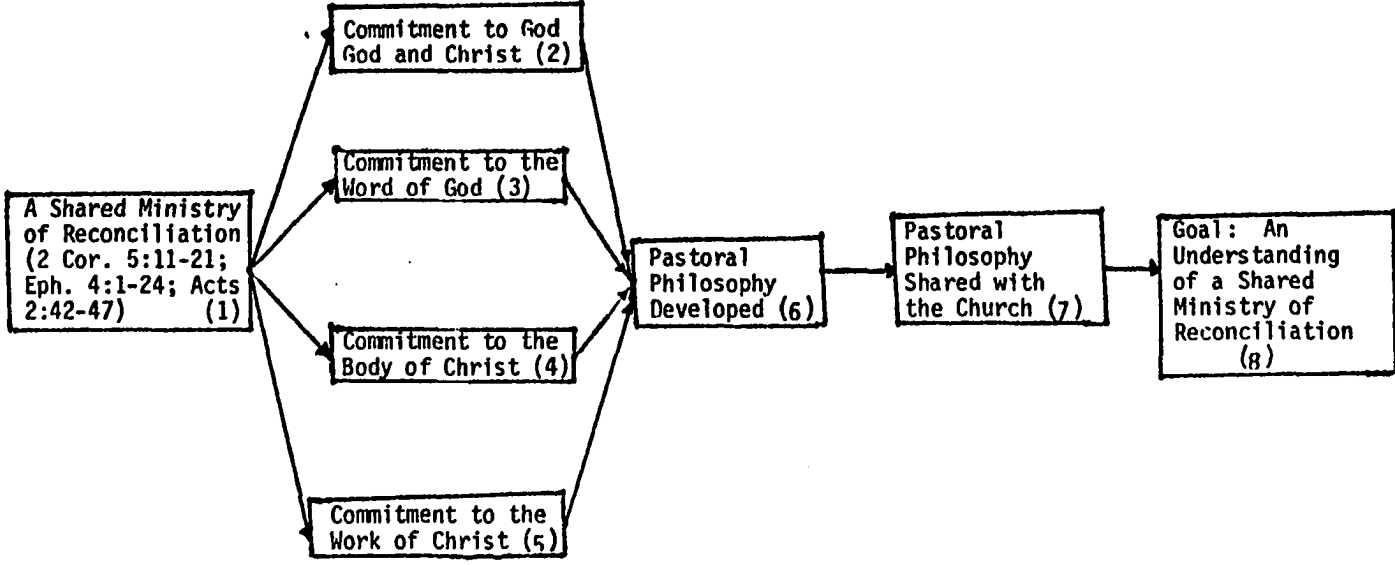 Commitment to God
God and Christ (2)
Commitment to the
Word of God (3)
A Shared Ministry
of Reconciliation
(2 Cor. 5:11-21;
Eph. 4:1-24; Acts
2:42-47) (1)
Commitment to the
Body of Christ (4)
Commitment to the
Work of Christ (5)
Pastoral
Philosophy
Developed (6)
Pastoral
Philosophy
Shared with
the Church (7)
Goal: An
Understanding
of a Shared
Ministry of
Reconciliation
(8)